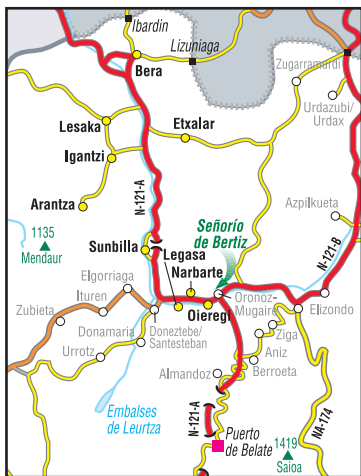 Ibardin
Lizuniaga
Bera
Zugarramurdi
Urdazubi/
Urdax
Lesaka
Etxalar
Igantzi
Arantza
N-121-A
Azpilkueta
1135
Mendaur
Señorío
de Bertiz
N-121-B
Sunbilla
Legasa
Narbarte
Elgorriaga
Ituren
Zubieta
Oieregi
Oronoz-
Mugaire
Elizondo
Donamaria
Doneztebe/
Santesteban
Urrotz
Ziga
Aniz
Berroeta
Almandoz
Embalses
de Leurtza
N-121-A
Puerto
de Belate
NA-174
1419
Saioa